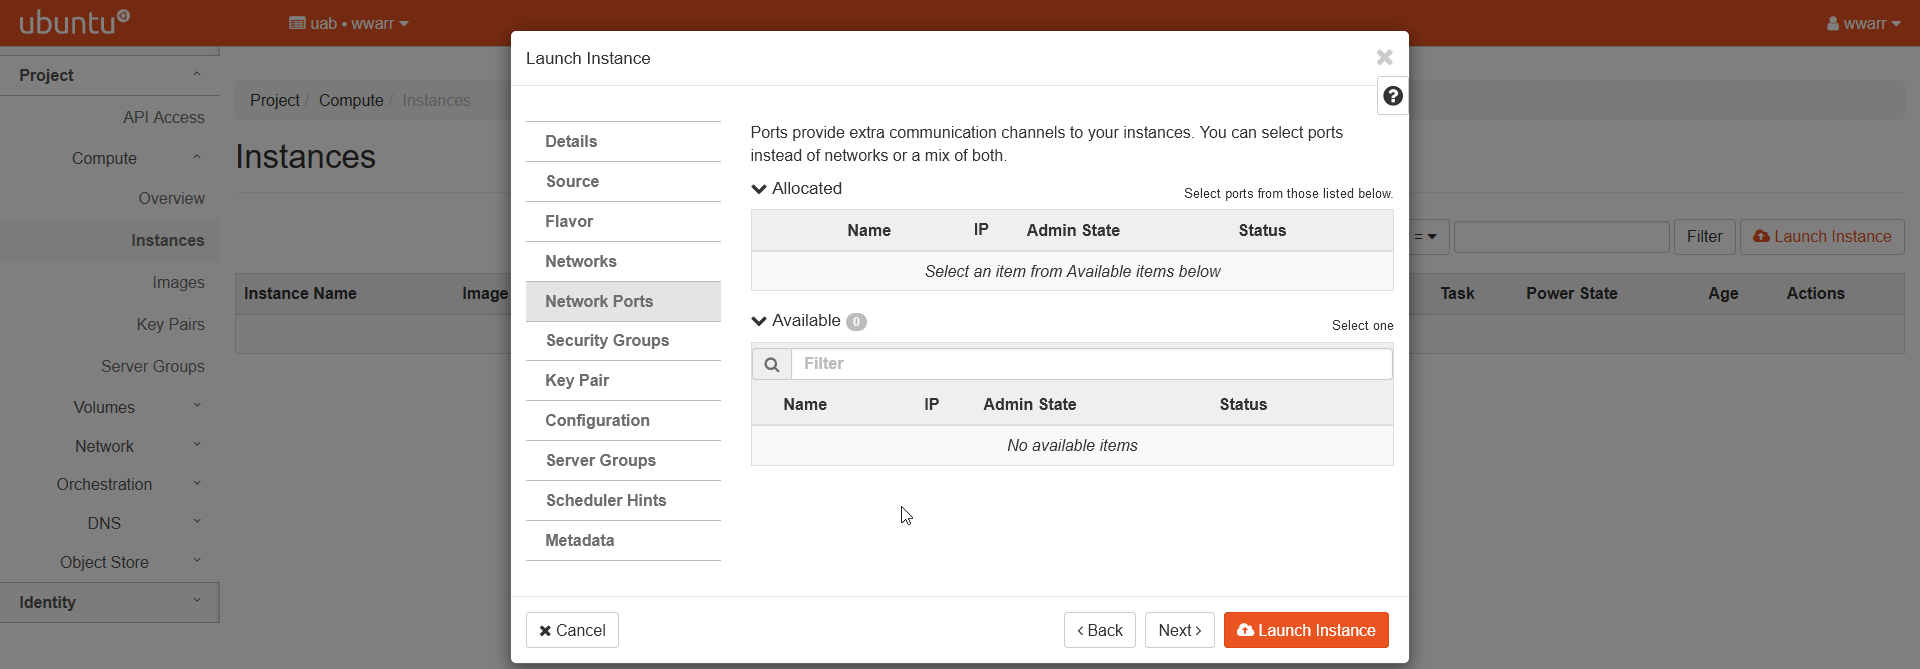 ubuntu
uab • wwarr
wwarr
Project
API Access
Compute
Overview
Instances
Images
Key Pairs
Server Groups
Volumes
Network
Orchestration
DNS
Object Store
Identity
Project / Compute / Instances
Instances
= Filter Launch Instance
Instance Name Image Task Power State Age Actions
Launch Instance
Details
Source
Flavor
Networks
Network Ports
Security Groups
Key Pair
Configuration
Server Groups
Scheduler Hints
Metadata
Ports provide extra communication channels to your instances. You can select ports
instead of networks or a mix of both.
Allocated
Select ports from those listed below.
Name IP Admin State Status
Select an item from Available items below
Available 0
Select one
Filter
Name IP Admin State Status
No available items
Cancel
< Back Next > Launch Instance